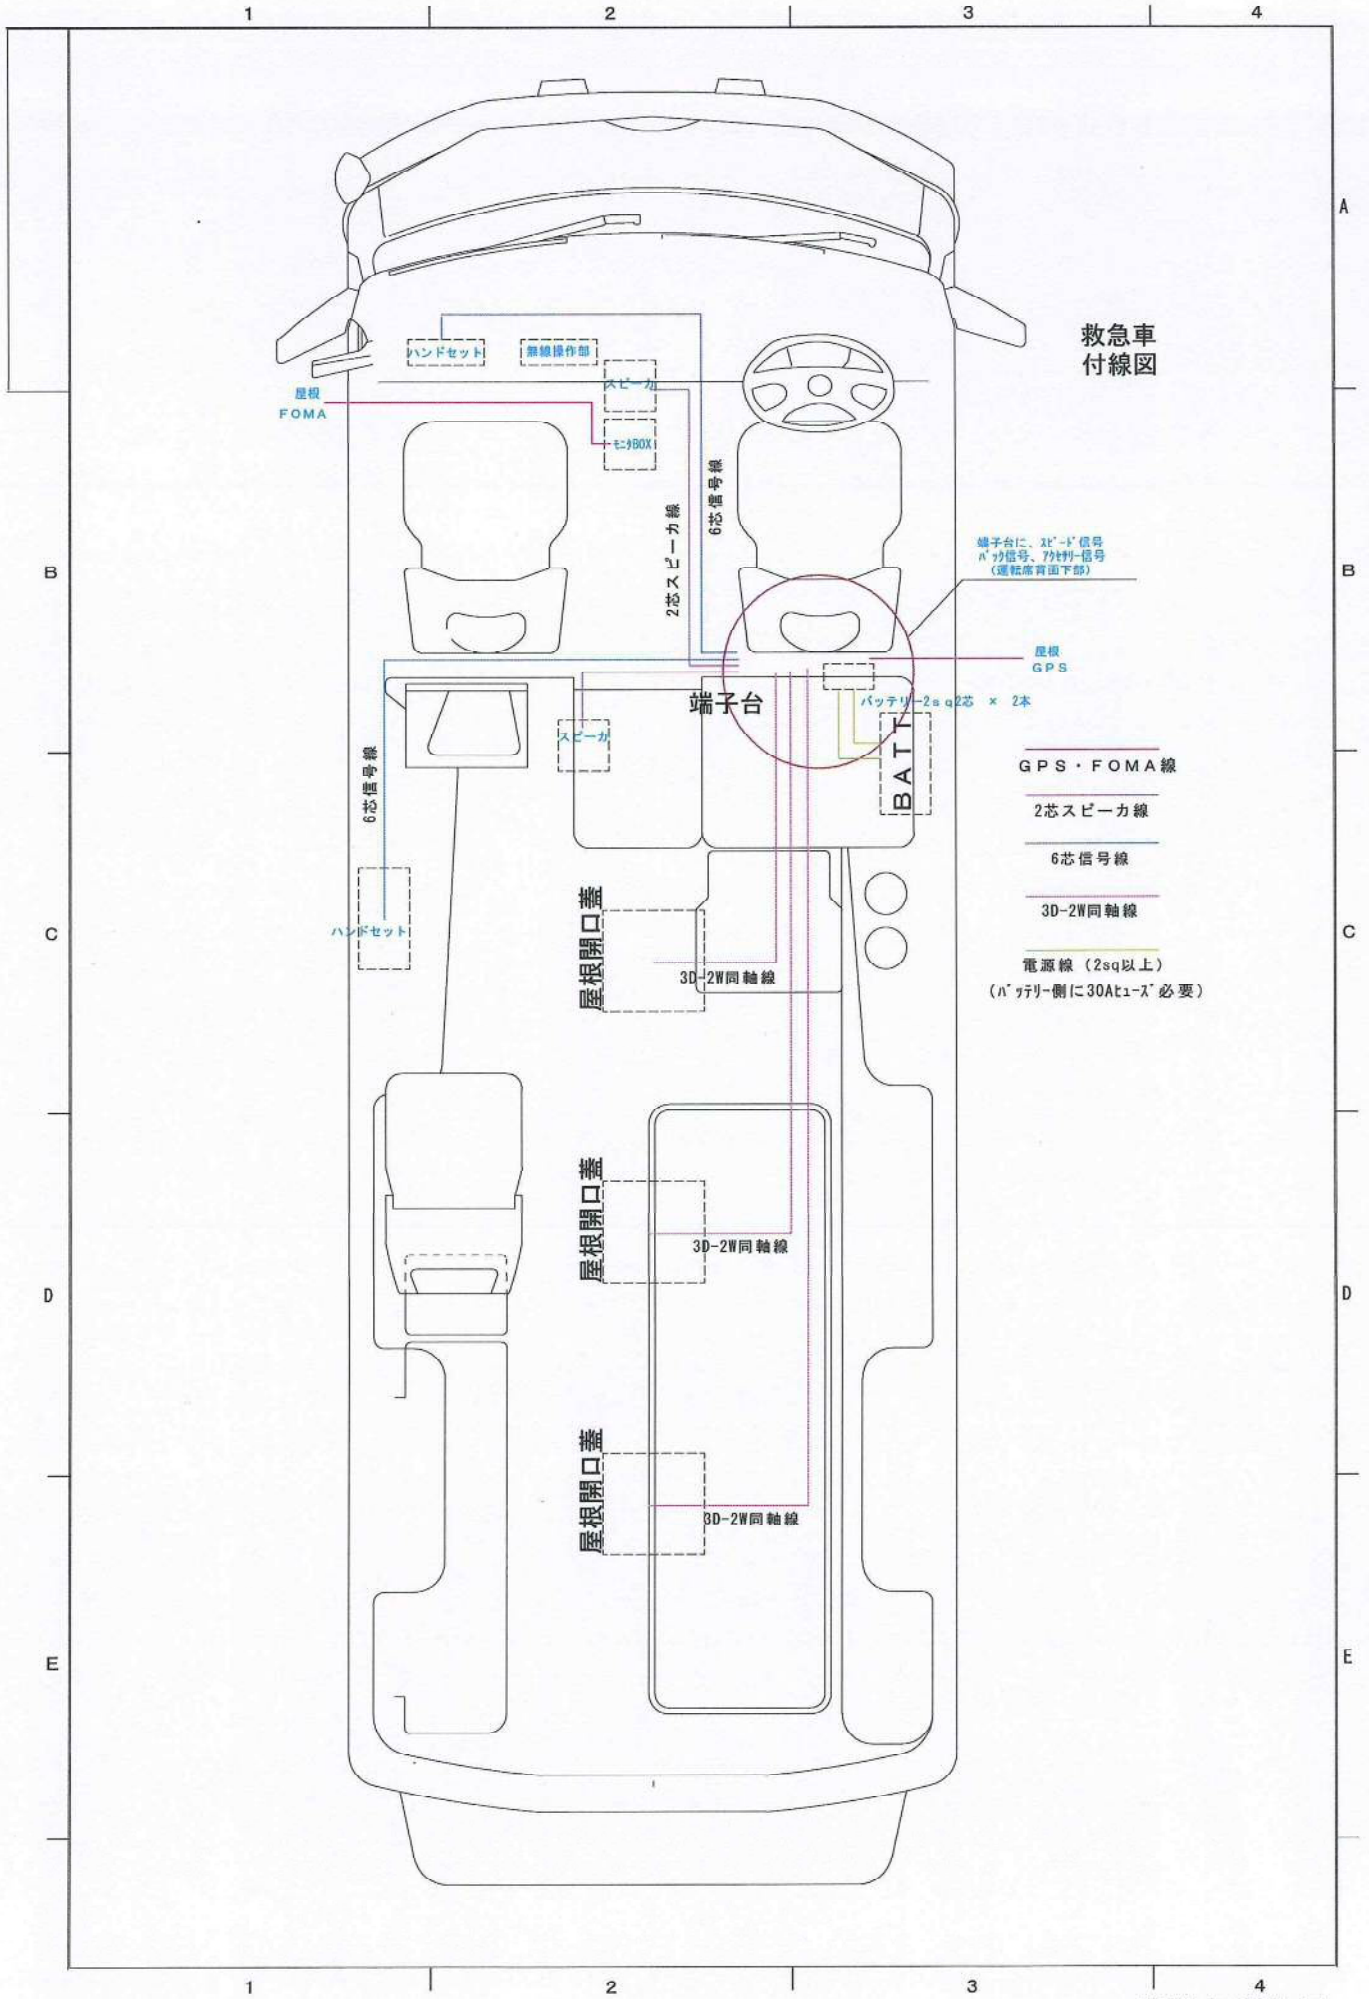 1 2 3 4
A
救急車
付線図
ハンドセット
無線操作部
スピーカ
屋根
FOMA
ﾓﾆﾀBOX
6芯信号線
2芯スピーカ線
端子台に、ｽﾋﾟｰﾄﾞ信号
ﾊﾞｯｸ信号、ｱｸｾｻﾘｰ信号
(運転席背面下部)
B B
屋根
GPS
端子台
バッテリー2sq2芯 × 2本
スピーカ
BATT
6芯信号線
GPS・FOMA線
2芯スピーカ線
6芯信号線
3D-2W同軸線
電源線 (2sq以上)
(ﾊﾞｯﾃﾘｰ側に30Aﾋｭｰｽﾞ必要)
ハンドセット
C C
屋根開口蓋
3D-2W同軸線
屋根開口蓋
3D-2W同軸線
D D
屋根開口蓋
3D-2W同軸線
E E
1 2 3 4